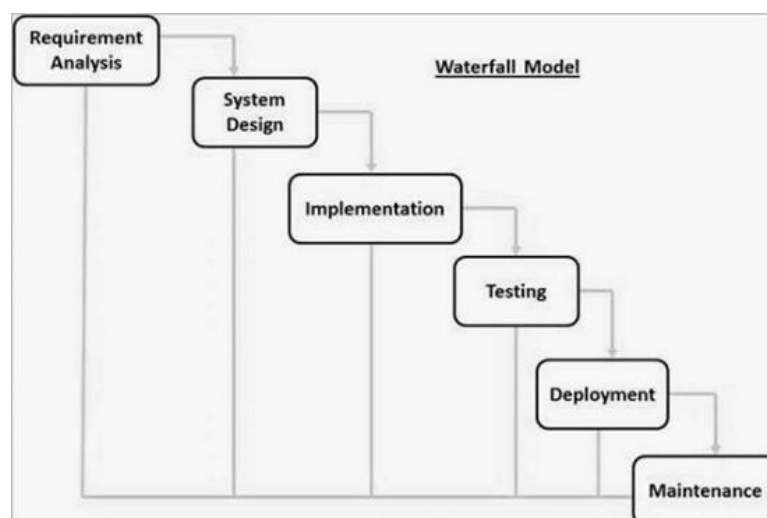 Requirement
Analysis
Waterfall Model
System
Design
Implementation
Testing
Deployment
Maintenance